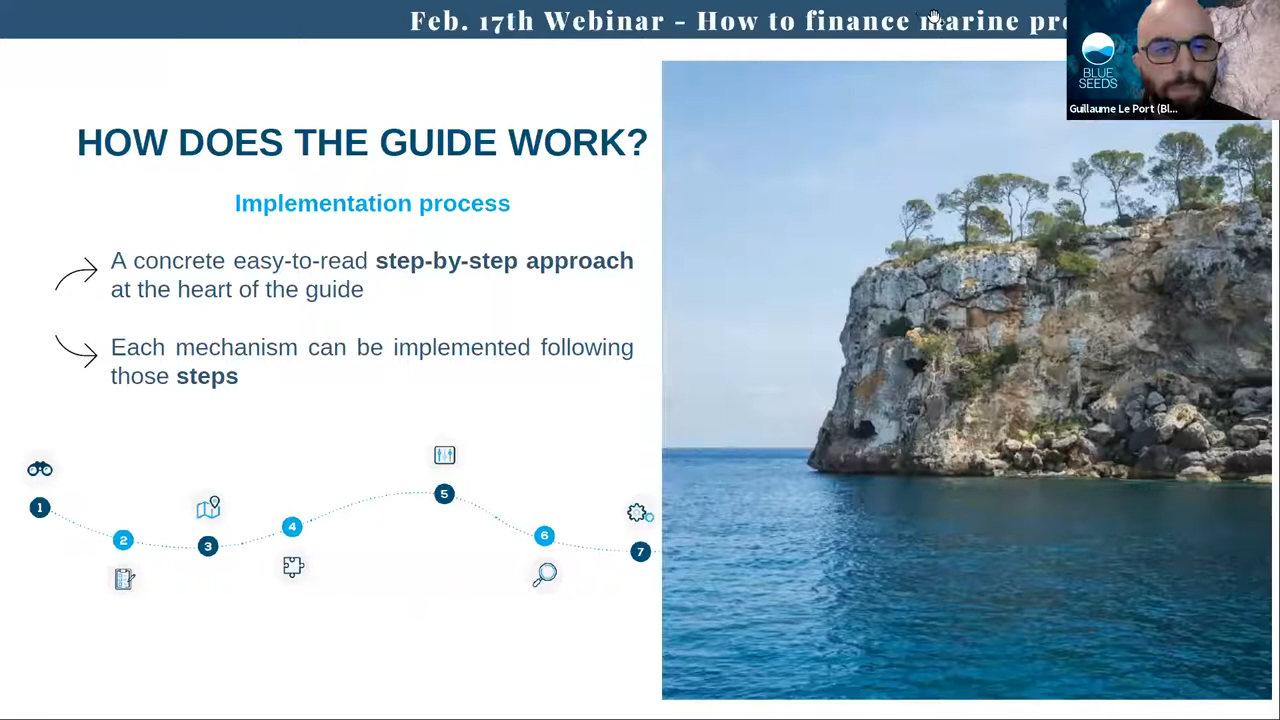 Feb. 17th Webinar - How to finance marine
BLUE
SEEDS
Guillaume Le Port (Bl...
HOW DOES THE GUIDE WORK?
Implementation process
A concrete easy-to-read step-by-step approach
at the heart of the guide
Each mechanism can be implemented following
those steps
1
2
3
4
5
6
7